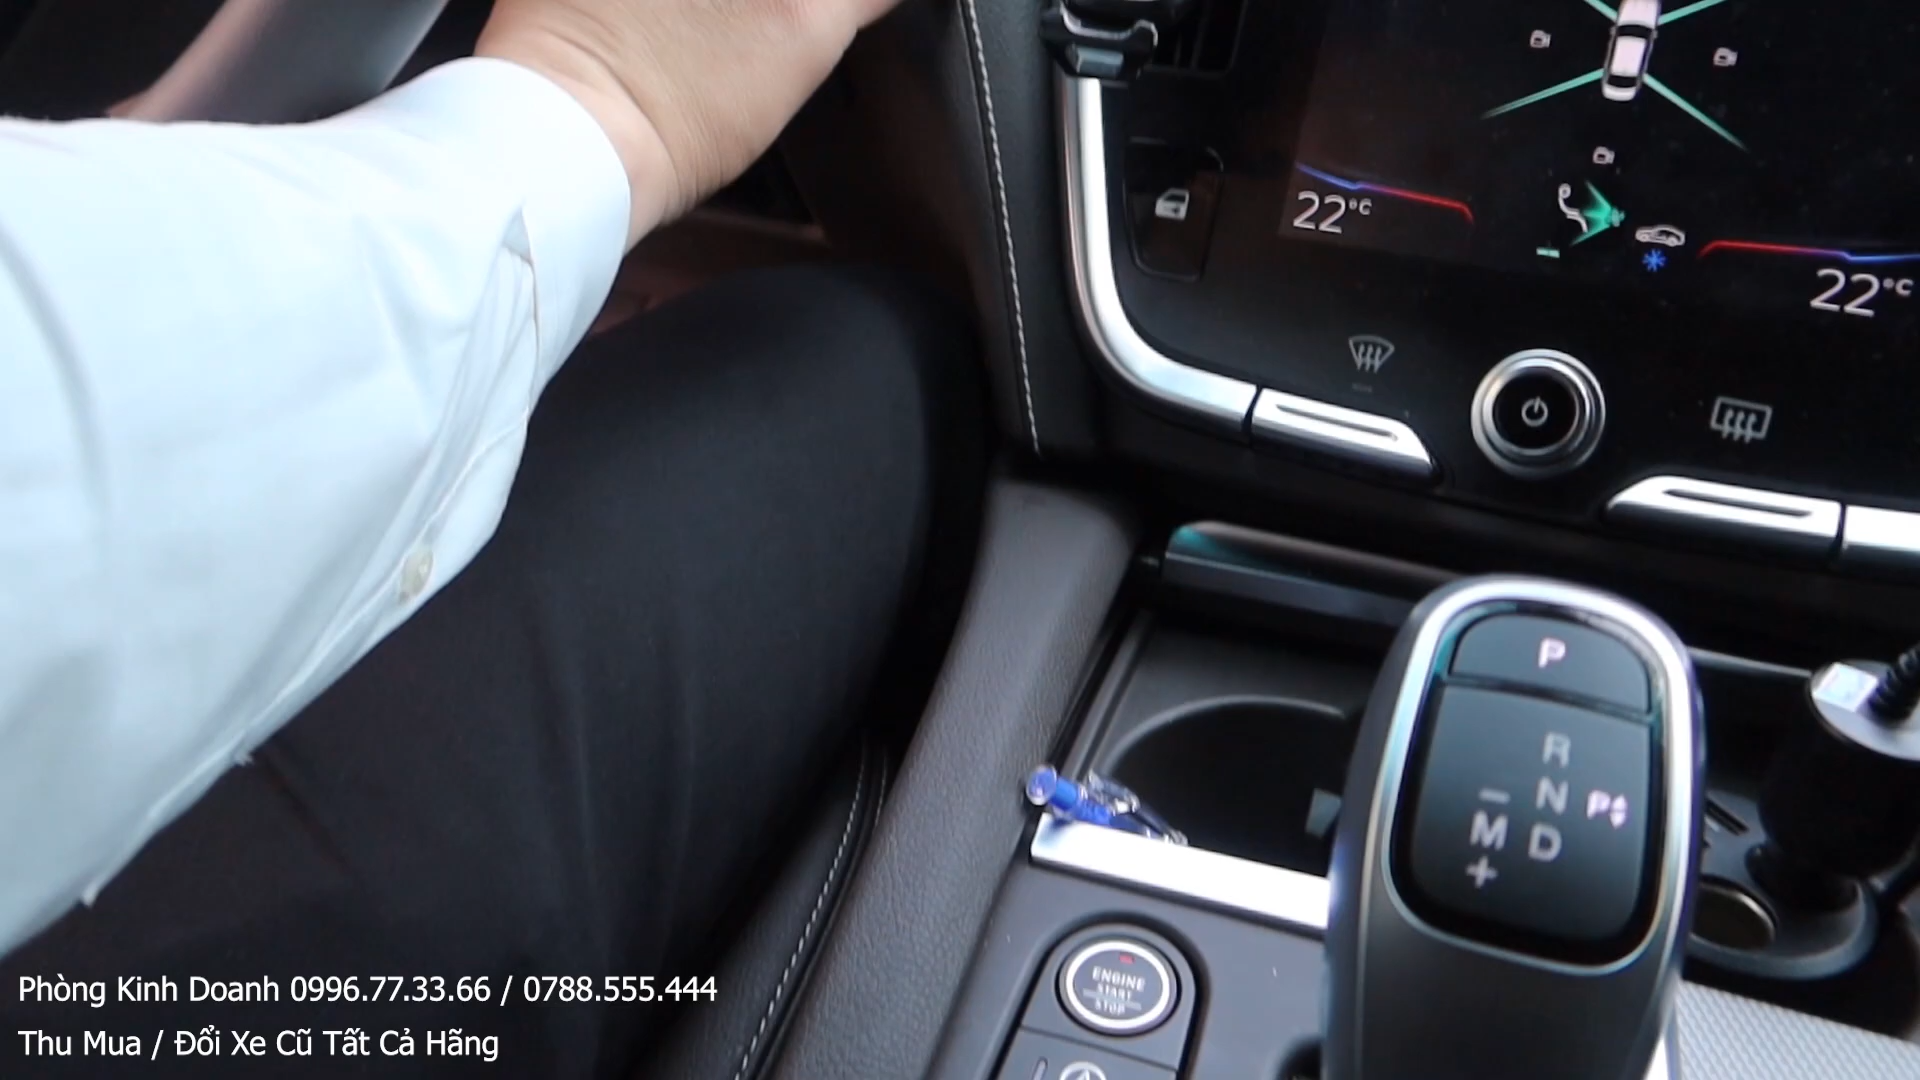 22°C
22°C
P
R
N
D
P
−
M
+
ENGINE
START
STOP
Phòng Kinh Doanh 0996.77.33.66 / 0788.555.444
Thu Mua / Đổi Xe Cũ Tất Cả Hãng